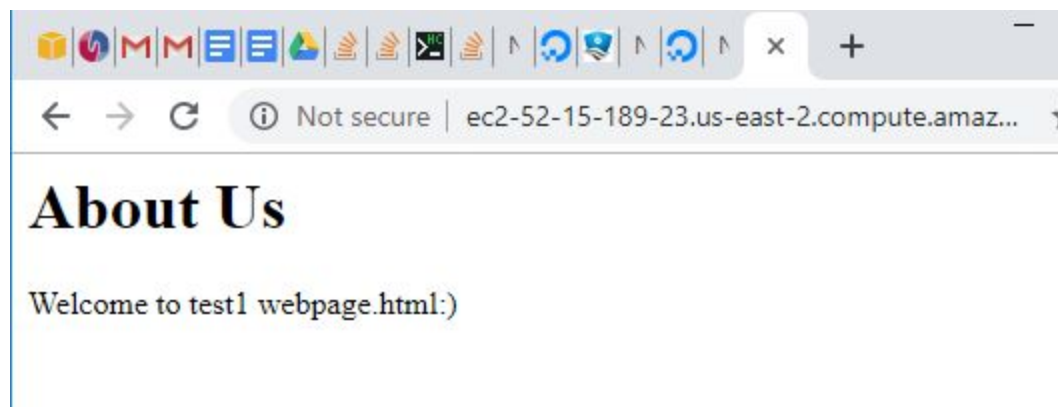 Not secure | ec2-52-15-189-23.us-east-2.compute.amaz...
About Us
Welcome to test1 webpage.html:)